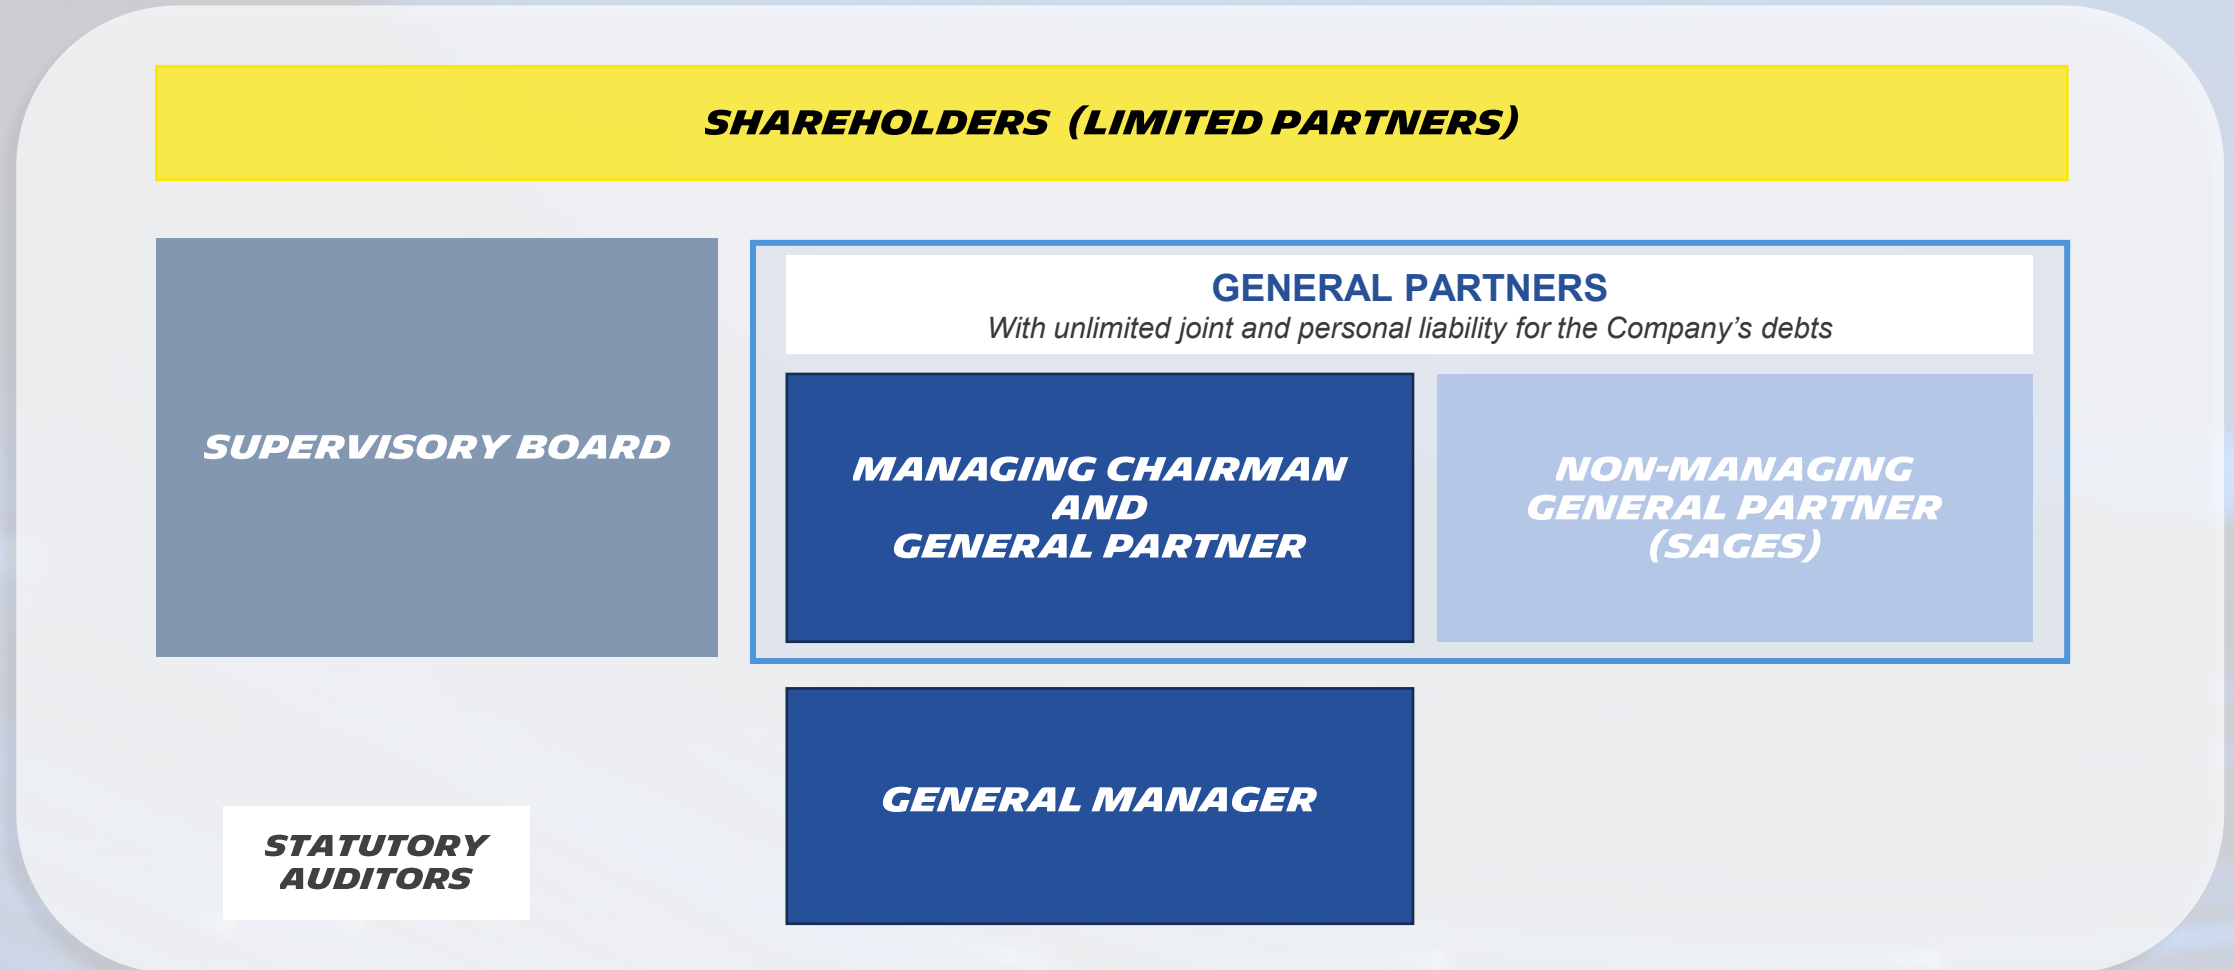 SHAREHOLDERS (LIMITED PARTNERS)
SUPERVISORY BOARD
GENERAL PARTNERS
With unlimited joint and personal liability for the Company’s debts
MANAGING CHAIRMAN
AND
GENERAL PARTNER
NON-MANAGING
GENERAL PARTNER
(SAGES)
GENERAL MANAGER
STATUTORY
AUDITORS